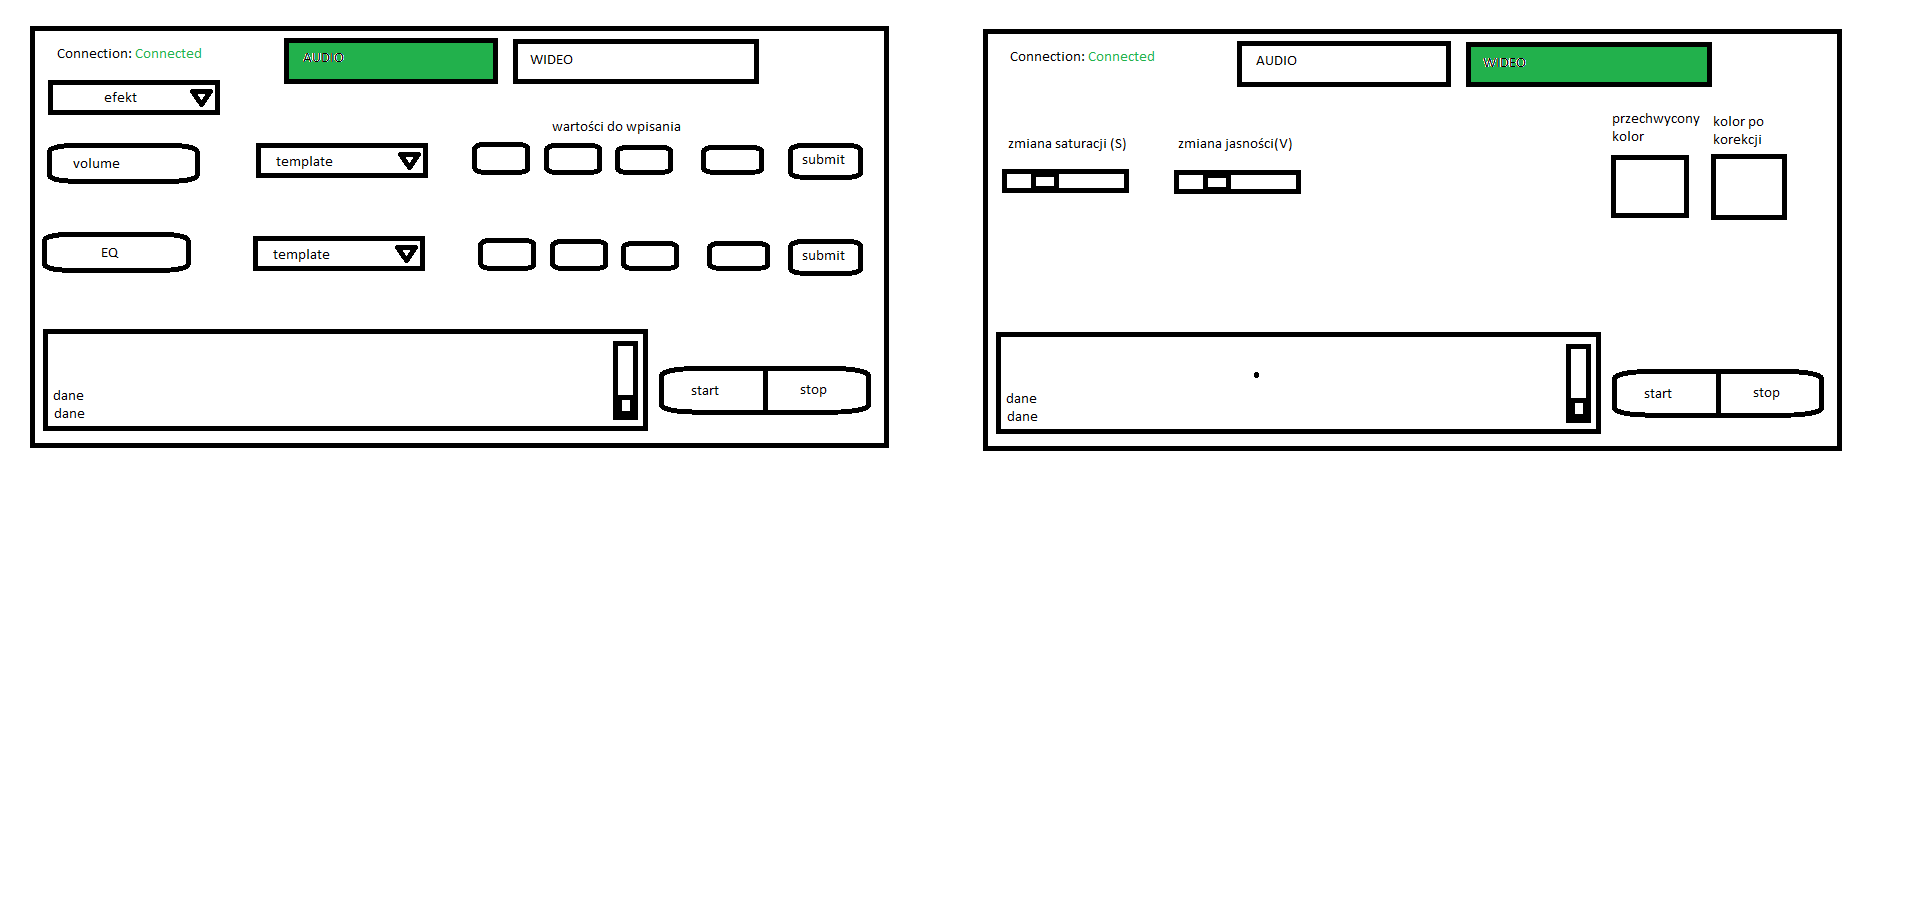 Connection: Connected
AUDIO
WIDEO
efekt
wartości do wpisania
volume
template
submit
EQ
template
submit
dane
dane
start
stop
Connection: Connected
AUDIO
WIDEO
zmiana saturacji (S)
zmiana jasności(V)
przechwycony
kolor
kolor po
korekcji
dane
dane
start
stop